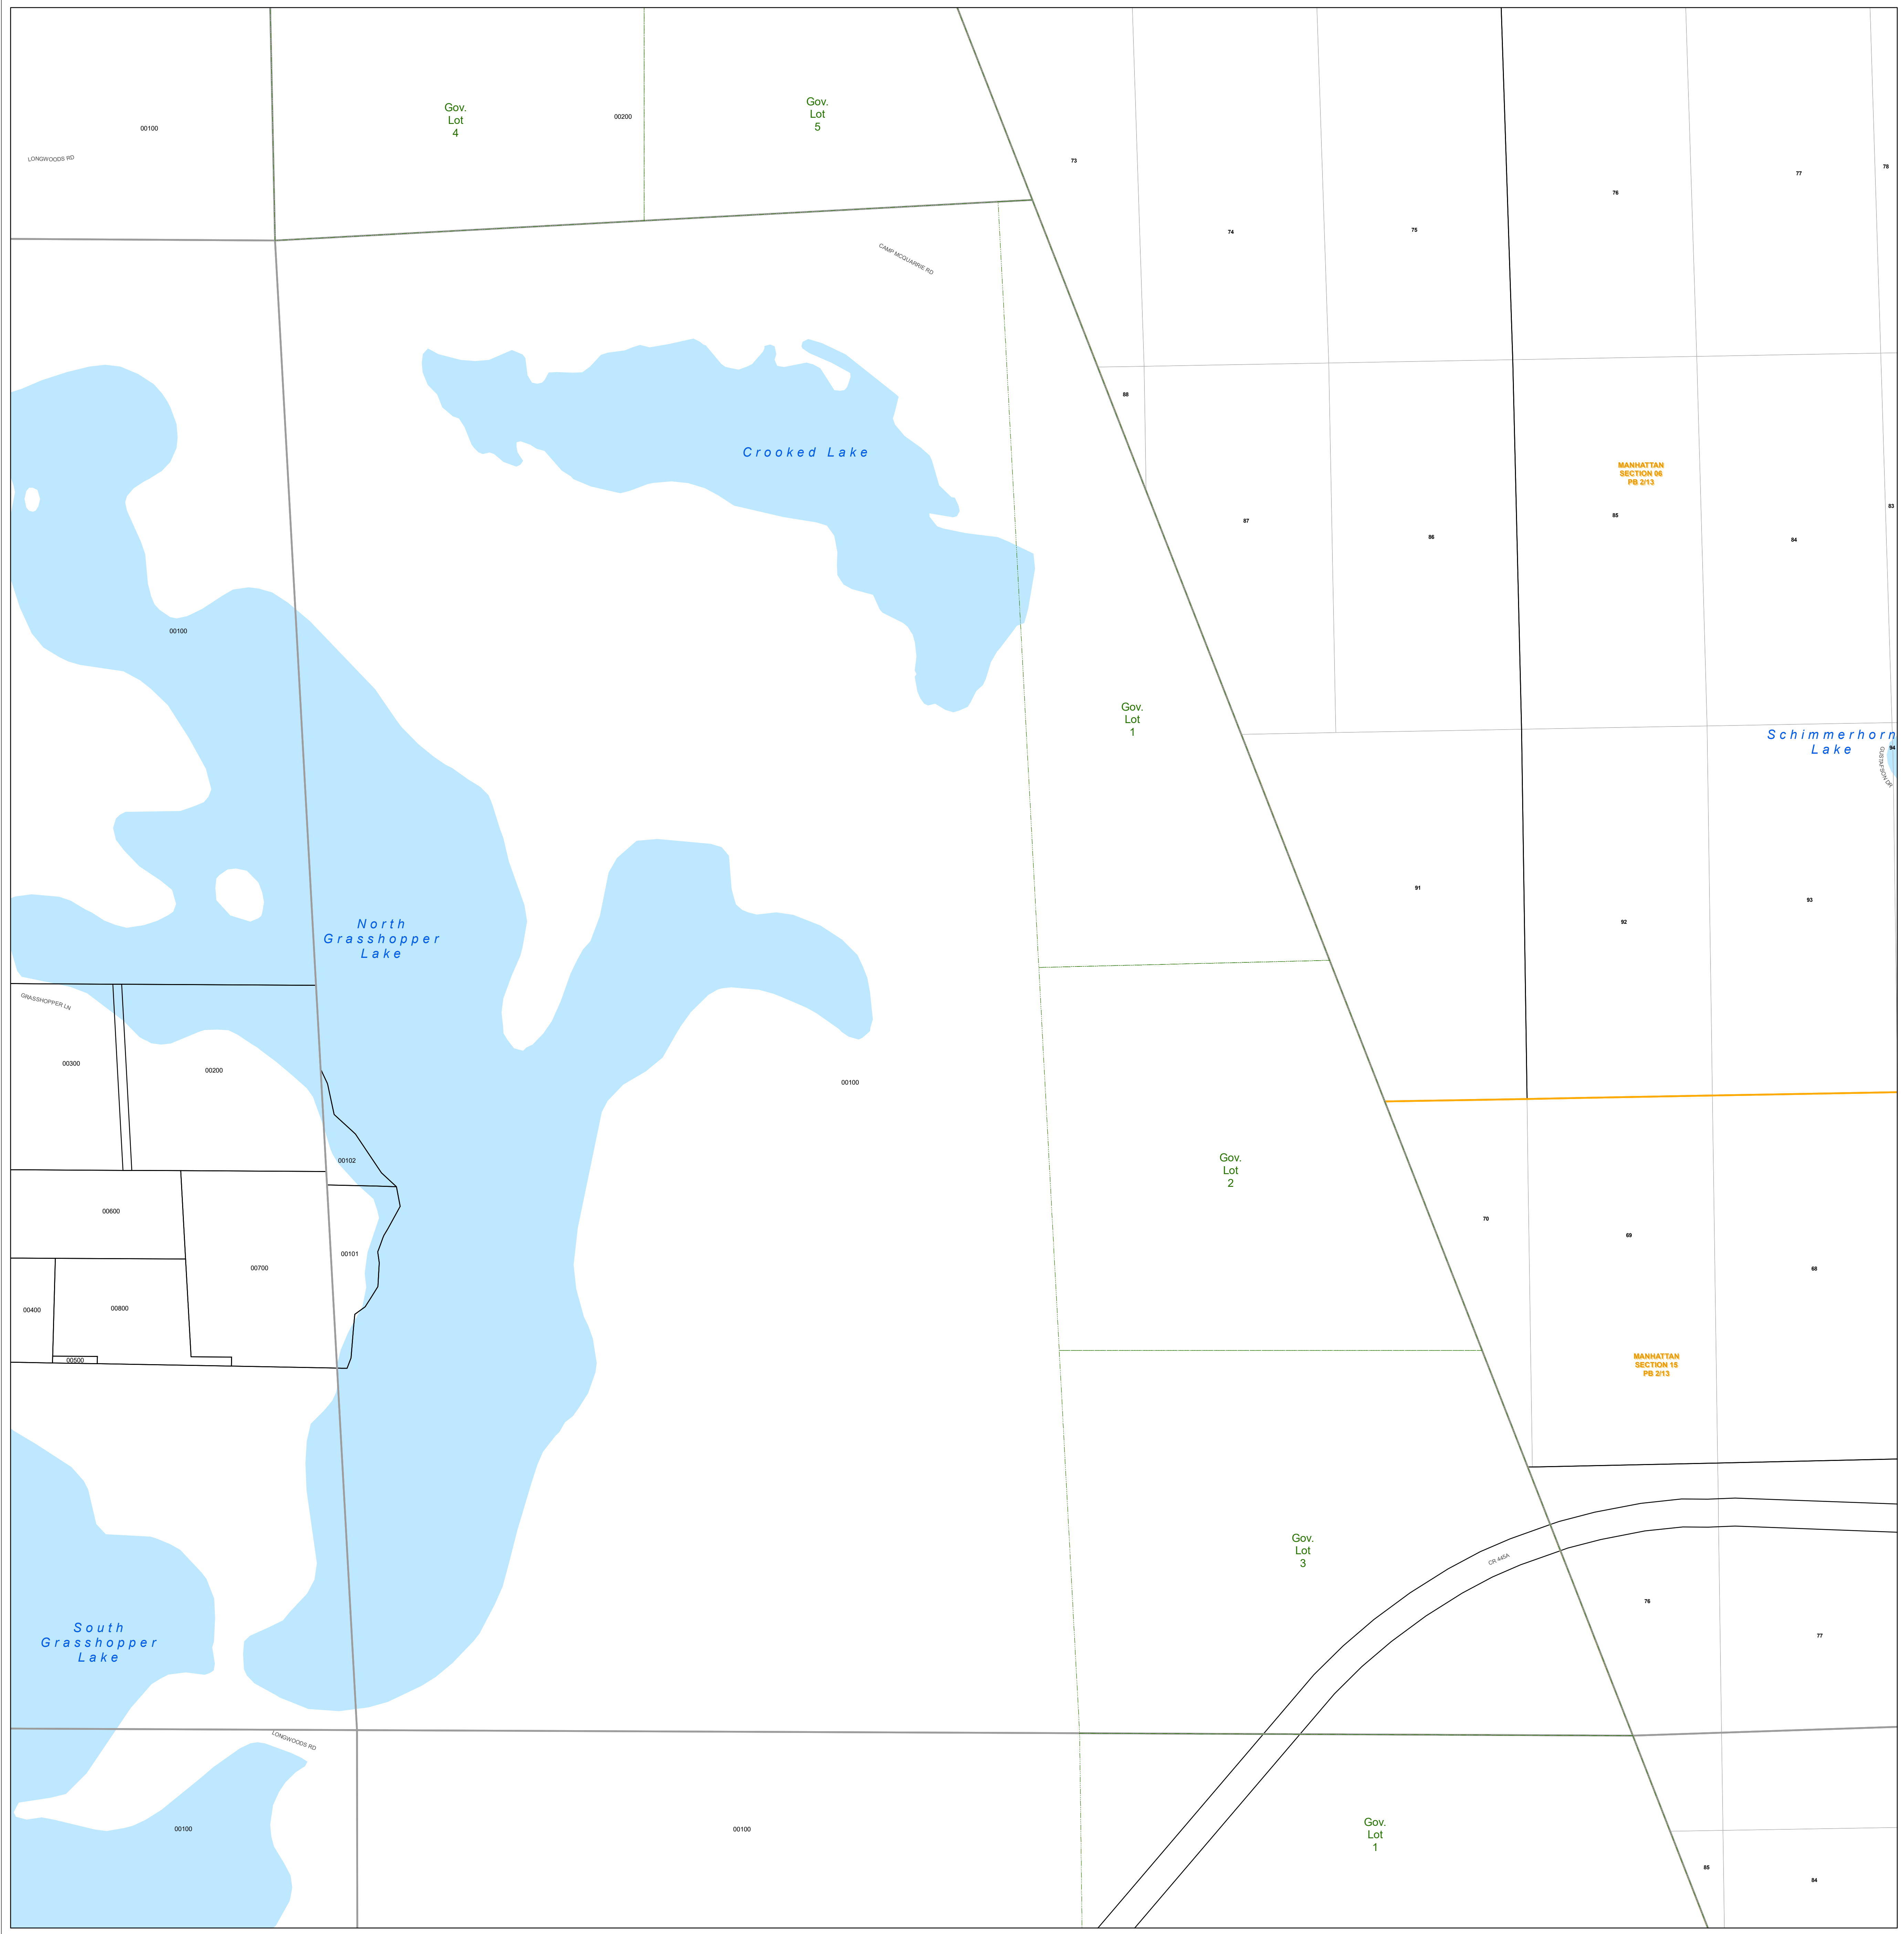 Gov.
Lot
4
00200
Gov.
Lot
5
00100
LONGWOODS RD
73
74
75
76
77
78
CAMP MCQUARRIE RD
88
Crooked Lake
MANHATTAN
SECTION 06
PB 2/13
87
86
85
84
83
00100
Gov.
Lot
1
Schimmerhorn
Lake
94
GUSTAFSON DR
91
92
93
North
Grasshopper
Lake
GRASSHOPPER LN
00300
00200
00100
00102
Gov.
Lot
2
00600
70
69
68
00101
00700
00400
00800
00500
MANHATTAN
SECTION 15
PB 2/13
Gov.
Lot
3
CR 445A
76
77
South
Grasshopper
Lake
LONGWOODS RD
00100
00100
Gov.
Lot
1
85
84